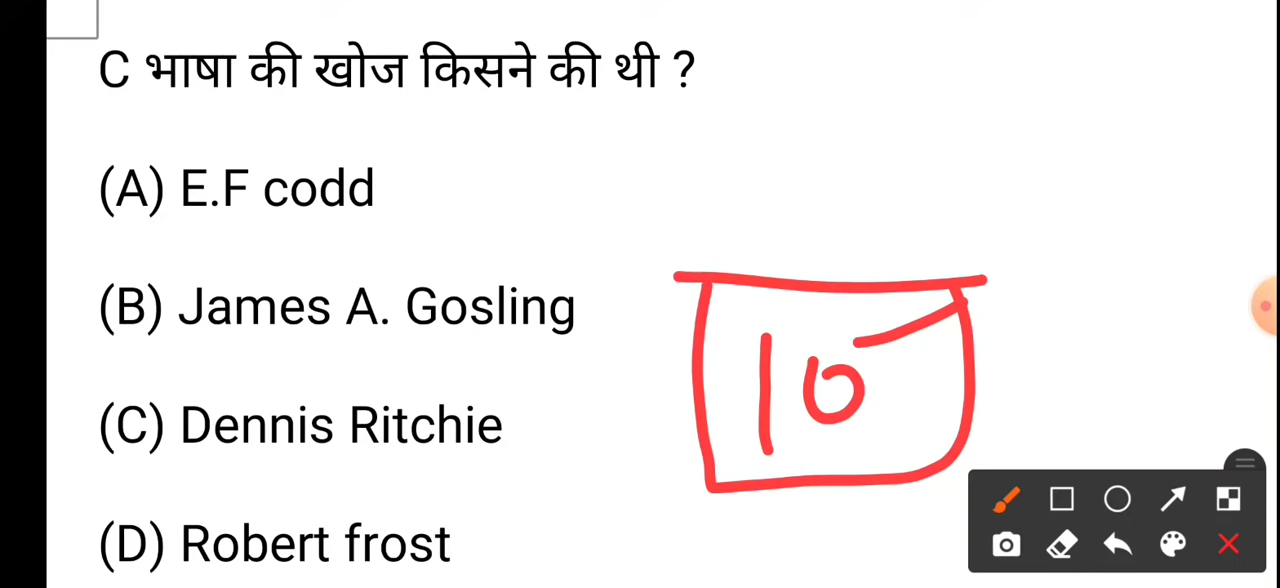 C भाषा की खोज किसने की थी ?
(A) E.F codd
(B) James A. Gosling
(C) Dennis Ritchie
(D) Robert frost
10